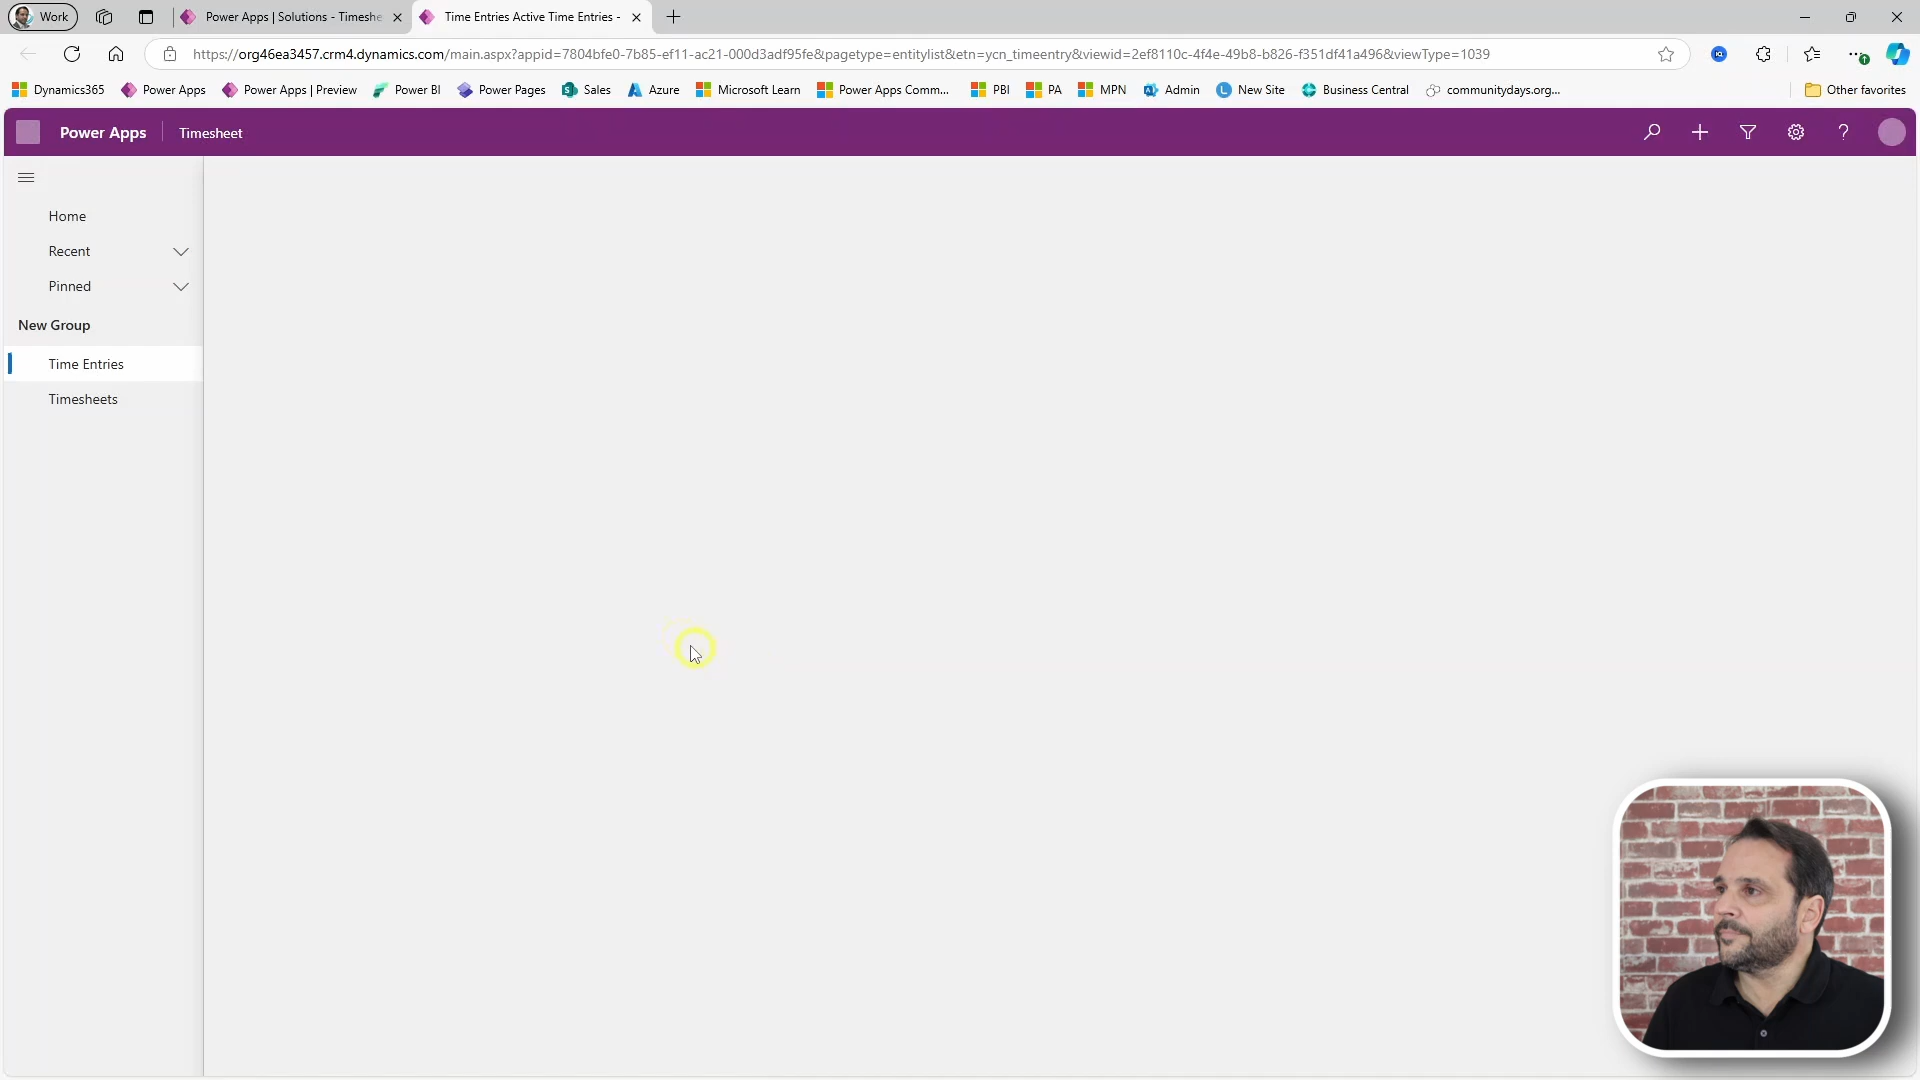 Work
Power Apps | Solutions - Timeshe
Time Entries Active Time Entries -
https://org46ea3457.crm4.dynamics.com/main.aspx?appid=7804bfe0-7b85-ef11-ac21-000d3adf95fe&pagetype=entitylist&etn=ycn_timeentry&viewid=2ef8110c-4f4e-49b8-b826-f351df41a496&viewType=1039
Dynamics365 Power Apps Power Apps | Preview Power BI Power Pages Sales Azure Microsoft Learn Power Apps Comm... PBI PA MPN Admin New Site Business Central communitydays.org... Other favorites
Power Apps Timesheet
Home
Recent
Pinned
New Group
Time Entries
Timesheets